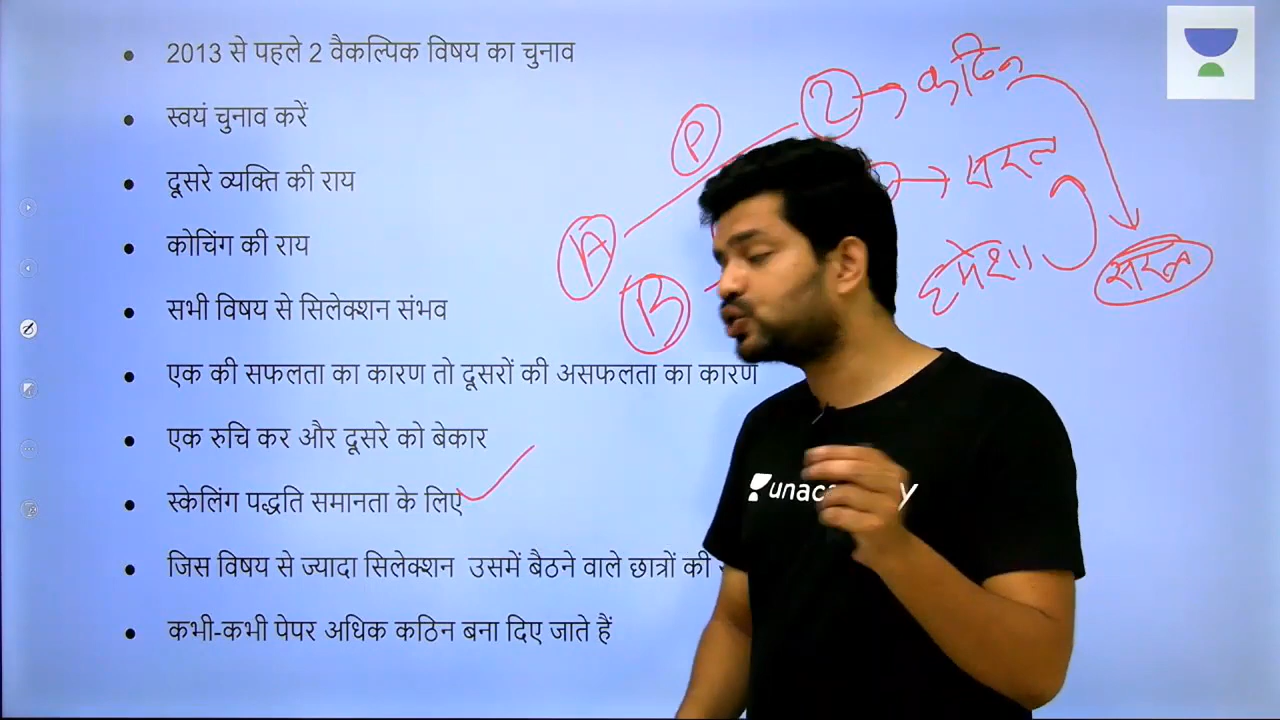 2013 से पहले 2 वैकल्पिक विषय का चुनाव
स्वयं चुनाव करें
दूसरे व्यक्ति की राय
कोचिंग की राय
सभी विषय से सिलेक्शन संभव
एक की सफलता का कारण तो दूसरों की असफलता का कारण
एक रुचि कर और दूसरे को बेकार
स्केलिंग पद्धति समानता के लिए
जिस विषय से ज्यादा सिलेक्शन उसमें बैठने वाले छात्रों की
कभी-कभी पेपर अधिक कठिन बना दिए जाते हैं
2 कठिन
P
सरल
A
हमेशा
सरल
B